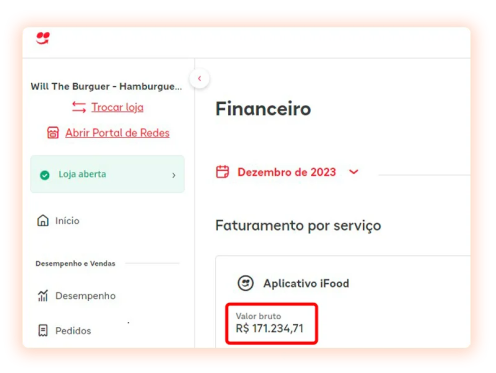 Will The Burguer - Hamburgue...
Trocar loja
Abrir Portal de Redes
Loja aberta
Início
Desempenho e Vendas
Desempenho
Pedidos
Financeiro
Dezembro de 2023
Faturamento por serviço
Aplicativo iFood
Valor bruto
R$ 171.234,71